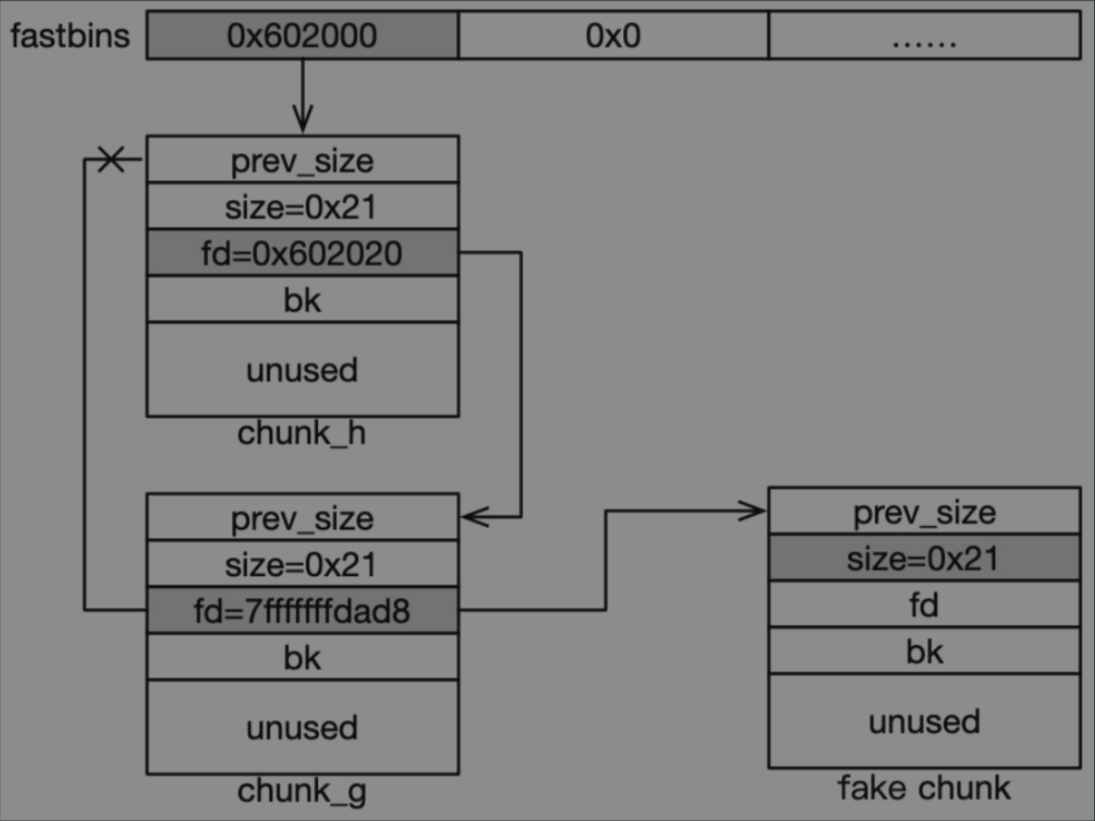 fastbins 0x602000 0x0 ......
prev_size
size=0x21
fd=0x602020
bk
unused
chunk_h
prev_size
size=0x21
fd=7fffffffdad8
bk
unused
chunk_g
prev_size
size=0x21
fd
bk
unused
fake chunk